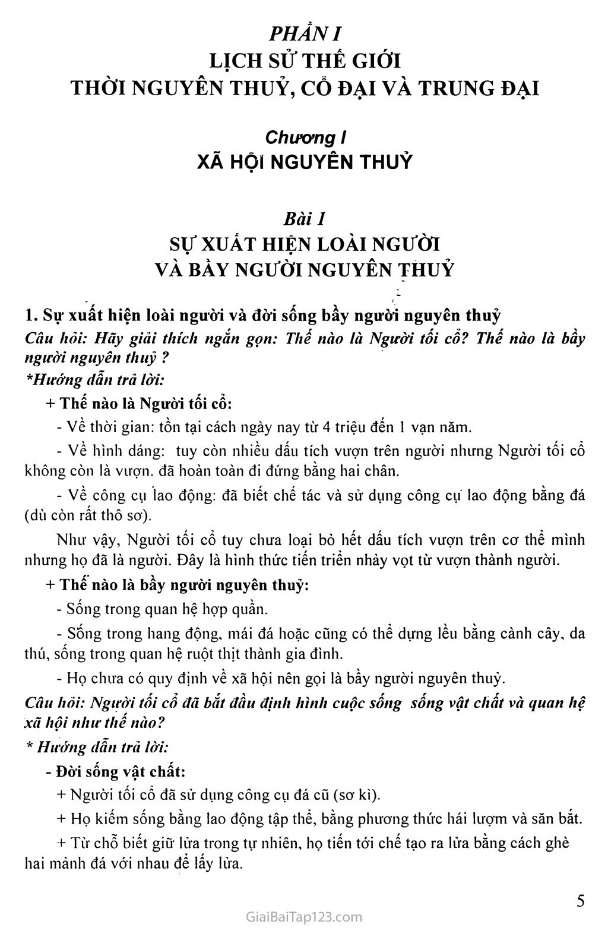 PHẦN I
LỊCH SỬ THẾ GIỚI
THỜI NGUYÊN THUỶ, CỔ ĐẠI VÀ TRUNG ĐẠI
Chương I
XÃ HỘI NGUYÊN THUỶ
Bài 1
SỰ XUẤT HIỆN LOÀI NGƯỜI
VÀ BẦY NGƯỜI NGUYÊN THUỶ
1. Sự xuất hiện loài người và đời sống bầy người nguyên thuỷ
Câu hỏi: Hãy giải thích ngắn gọn: Thế nào là Người tối cổ? Thế nào là bầy
người nguyên thuỷ ?
*Hướng dẫn trả lời:
+ Thế nào là Người tối cổ:
- Về thời gian: tồn tại cách ngày nay từ 4 triệu đến 1 vạn năm.
- Về hình dáng: tuy còn nhiều dấu tích vượn trên người nhưng Người tối cổ
không còn là vượn. đã hoàn toàn đi đứng bằng hai chân.
- Về công cụ lao động: đã biết chế tác và sử dụng công cụ lao động bằng đá
(dù còn rất thô sơ).
Như vậy, Người tối cổ tuy chưa loại bỏ hết dấu tích vượn trên cơ thể mình
nhưng họ đã là người. Đây là hình thức tiến triển nhảy vọt từ vượn thành người.
+ Thế nào là bầy người nguyên thuỷ:
- Sống trong quan hệ hợp quần.
- Sống trong hang động, mái đá hoặc cũng có thể dựng lều bằng cành cây, da
thú, sống trong quan hệ ruột thịt thành gia đình.
- Họ chưa có quy định về xã hội nên gọi là bầy người nguyên thuỷ.
Câu hỏi: Người tối cổ đã bắt đầu định hình cuộc sống sống vật chất và quan hệ
xã hội như thế nào?
* Hướng dẫn trả lời:
- Đời sống vật chất:
+ Người tối cổ đã sử dụng công cụ đá cũ (sơ kì).
+ Họ kiếm sống bằng lao động tập thể, bằng phương thức hái lượm và săn bắt.
+ Từ chỗ biết giữ lửa trong tự nhiên, họ tiến tới chế tạo ra lửa bằng cách ghè
hai mảnh đá với nhau để lấy lửa.
5
GiaiBaiTap123.com